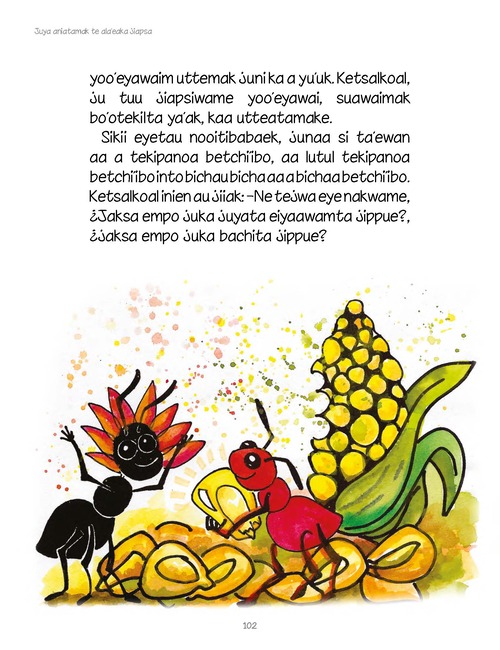 Juya aniatamak te ala'eaka jiapsa
yoo'eyawaim uttemak juni ka a yu'uk. Ketsalkoal,
ju tuu jiapsiwame yoo'eyawai, suawaimak
bo'otekilta ya'ak, kaa utteatamake.
Sikii eyetau nooitibabaek, junaa si ta'ewan
aa a tekipanoa betchi'ibo, aa lutul tekipanoa
betchi'ibo into bichau bicha aa a bichaa betchi'ibo.
Ketsalkoal inien au jiiak: –Ne tejwa eye nakwame,
¿Jaksa empo juka juyata eiyaawamta jippue?,
¿jaksa empo juka bachita jippue?
102